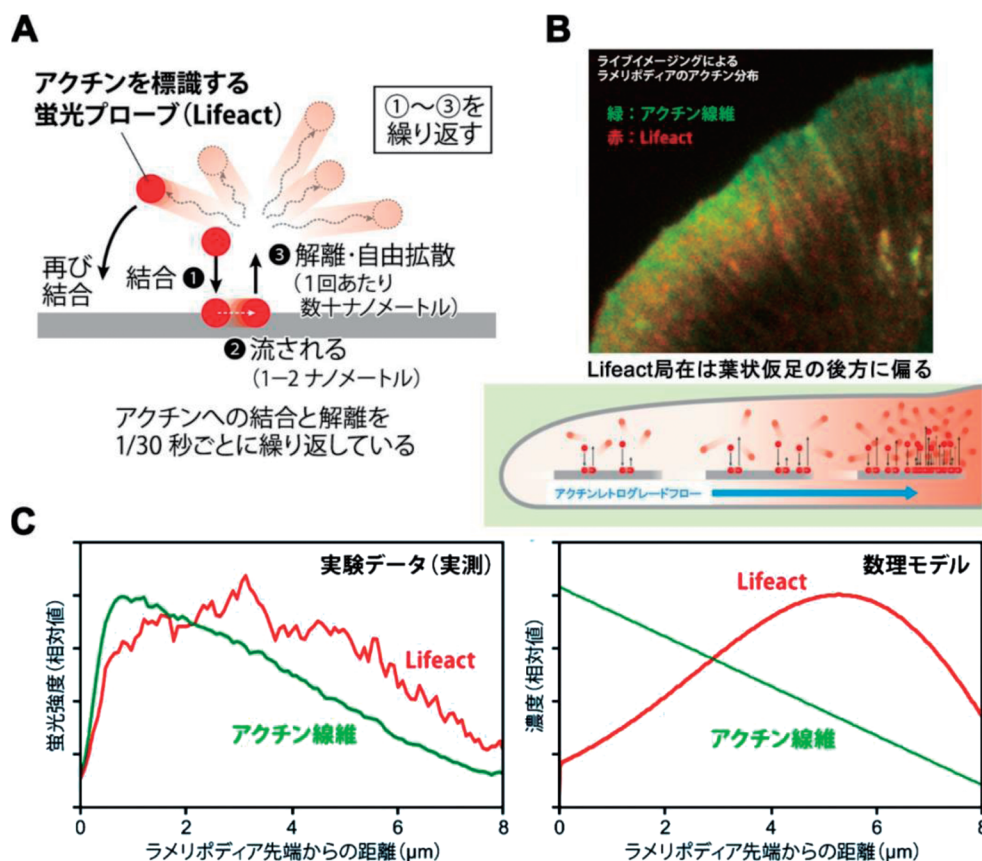 A
アクチンを標識する
蛍光プローブ(Lifeact)
①〜③を
繰り返す
再び
結合
結合
❶
❸ 解離・自由拡散
(1回あたり
数十ナノメートル)
❷ 流される
(1−2 ナノメートル)
アクチンへの結合と解離を
1/30 秒ごとに繰り返している
B
ライブイメージングによる
ラメリポディアのアクチン分布
緑：アクチン線維
赤：Lifeact
Lifeact局在は葉状仮足の後方に偏る
アクチンレトログレードフロー
C
実験データ(実測)
蛍光強度(相対値)
Lifeact
アクチン線維
0 2 4 6 8
ラメリポディア先端からの距離(μm)
数理モデル
濃度(相対値)
Lifeact
アクチン線維
0 2 4 6 8
ラメリポディア先端からの距離(μm)